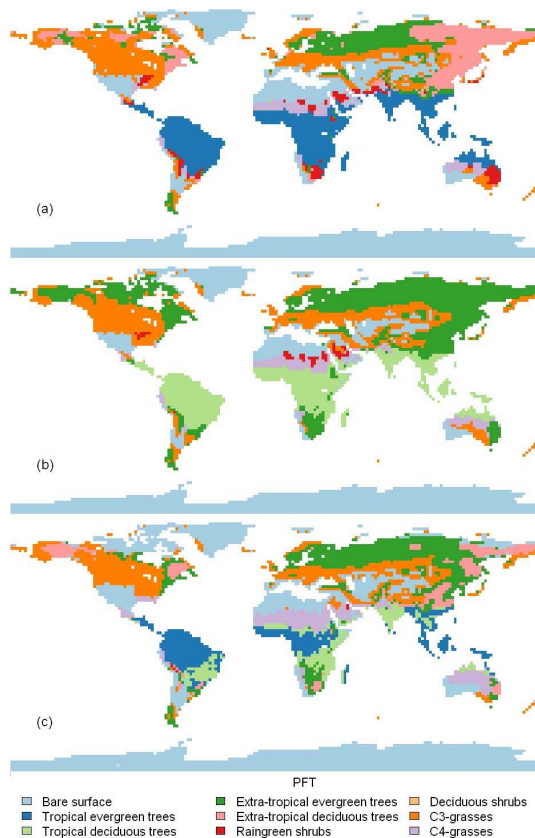 (a)
(b)
(c)
PFT
Bare surface Extra-tropical evergreen trees Deciduous shrubs
Tropical evergreen trees Extra-tropical deciduous trees C3-grasses
Tropical deciduous trees Raingreen shrubs C4-grasses